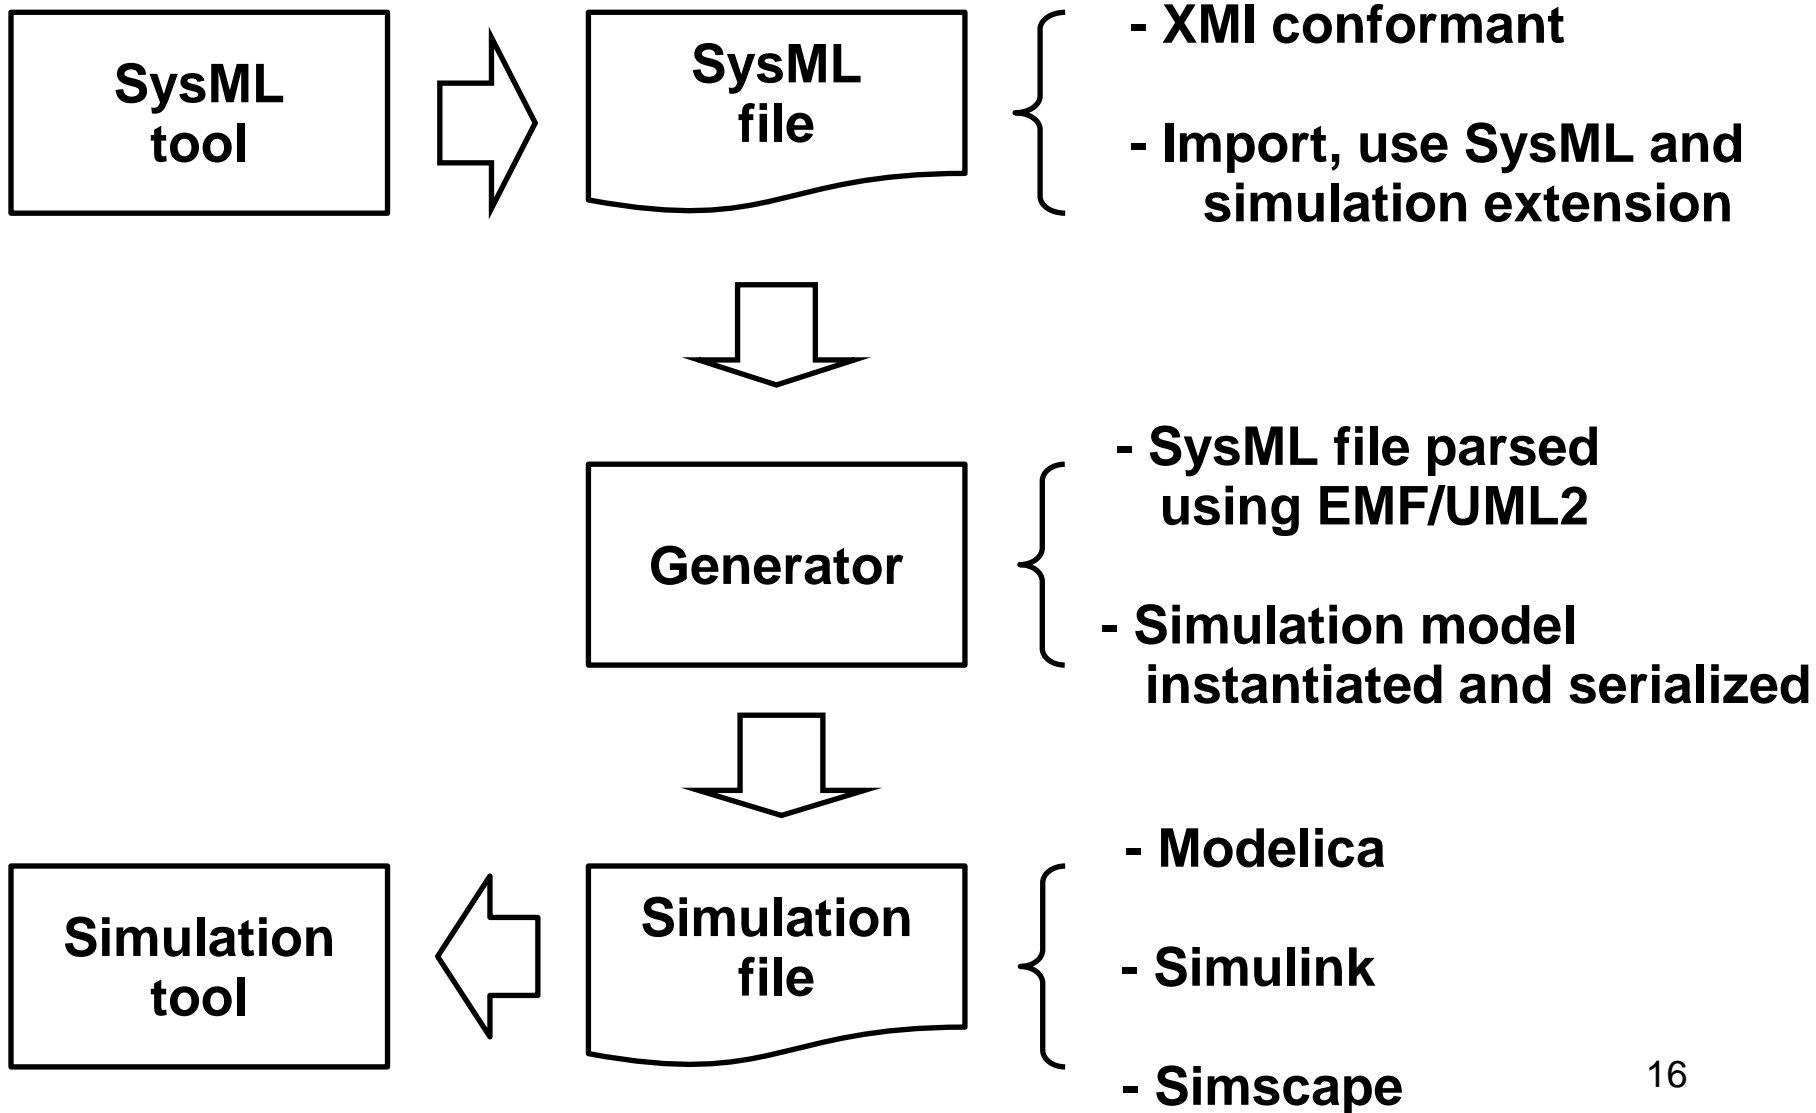 SysML
tool
SysML
file
- XMI conformant
- Import, use SysML and
simulation extension
Generator
- SysML file parsed
using EMF/UML2
- Simulation model
instantiated and serialized
Simulation
tool
Simulation
file
- Modelica
- Simulink
- Simscape
16